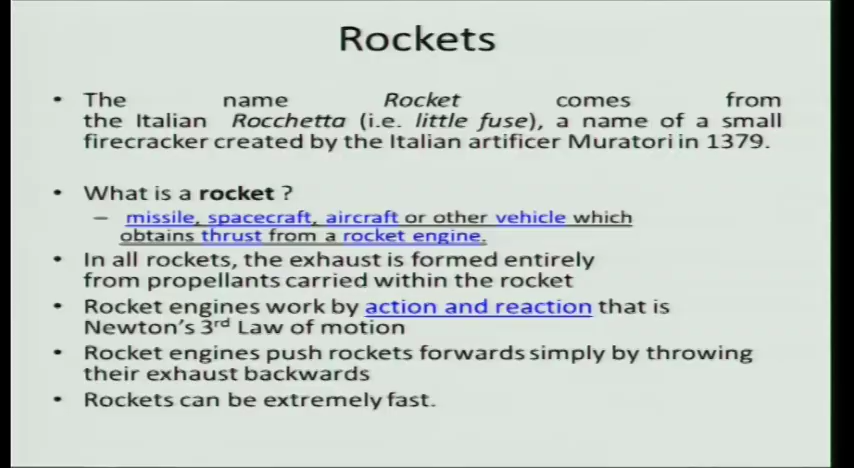 Rockets
• The name Rocket comes from
the Italian Rocchetta (i.e. little fuse), a name of a small
firecracker created by the Italian artificer Muratori in 1379.
• What is a rocket ?
– missile, spacecraft, aircraft or other vehicle which
obtains thrust from a rocket engine.
• In all rockets, the exhaust is formed entirely
from propellants carried within the rocket
• Rocket engines work by action and reaction that is
Newton's 3rd Law of motion
• Rocket engines push rockets forwards simply by throwing
their exhaust backwards
• Rockets can be extremely fast.